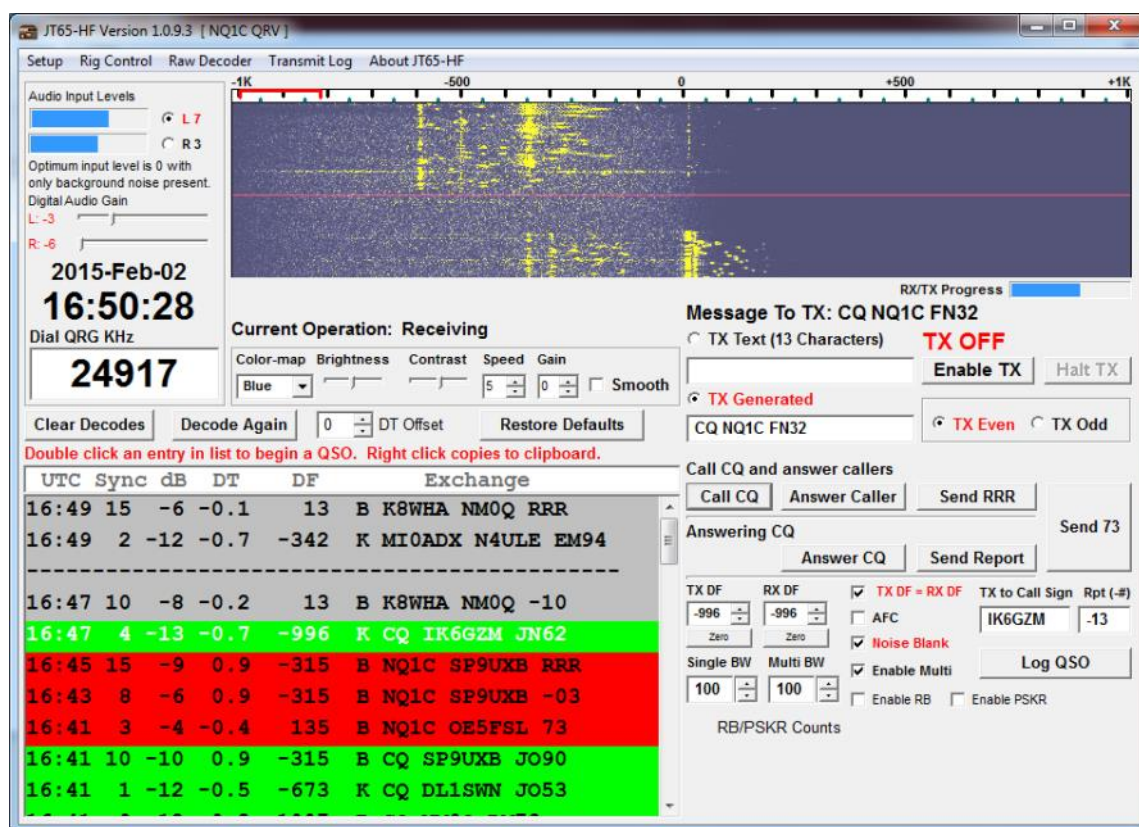 JT65-HF Version 1.0.9.3 [ NQ1C QRV ]
Setup Rig Control Raw Decoder Transmit Log About JT65-HF
-1K -500 0 +500 +1K
Audio Input Levels
L 7
R 3
Optimum input level is 0 with
only background noise present.
Digital Audio Gain
L: -3
R: -6
2015-Feb-02
16:50:28
Dial QRG KHz
24917
Current Operation: Receiving
Color-map Brightness Contrast Speed Gain
Blue 5 0 Smooth
Clear Decodes Decode Again 0 DT Offset Restore Defaults
Double click an entry in list to begin a QSO. Right click copies to clipboard.
UTC Sync dB DT DF Exchange
16:49 15 -6 -0.1 13 B K8WHA NM0Q RRR
16:49 2 -12 -0.7 -342 K MI0ADX N4ULE EM94
------------------------------------------------
16:47 10 -8 -0.2 13 B K8WHA NM0Q -10
16:47 4 -13 -0.7 -996 K CQ IK6GZM JN62
16:45 15 -9 0.9 -315 B NQ1C SP9UXB RRR
16:43 8 -6 0.9 -315 B NQ1C SP9UXB -03
16:41 3 -4 -0.4 135 B NQ1C OE5FSL 73
16:41 10 -10 0.9 -315 B CQ SP9UXB JO90
16:41 1 -12 -0.5 -673 K CQ DL1SWN JO53
RX/TX Progress
Message To TX: CQ NQ1C FN32
TX Text (13 Characters)
TX OFF
Enable TX Halt TX
TX Generated
CQ NQ1C FN32
TX Even TX Odd
Call CQ and answer callers
Call CQ Answer Caller Send RRR
Send 73
Answering CQ
Answer CQ Send Report
TX DF RX DF TX DF = RX DF TX to Call Sign Rpt (-#)
-996 -996 AFC IK6GZM -13
Zero Zero Noise Blank
Single BW Multi BW Enable Multi Log QSO
100 100 Enable RB Enable PSKR
RB/PSKR Counts